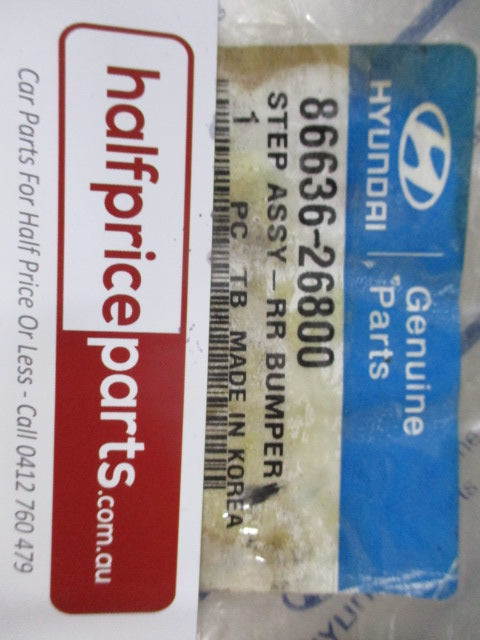 HYUNDAI
Genuine
Parts
86636-26800
STEP ASSY-RR BUMPER
1 PC TB MADE IN KOREA
halfpriceparts.com.au
Car Parts For Half Price Or Less - Call 0412 760 479